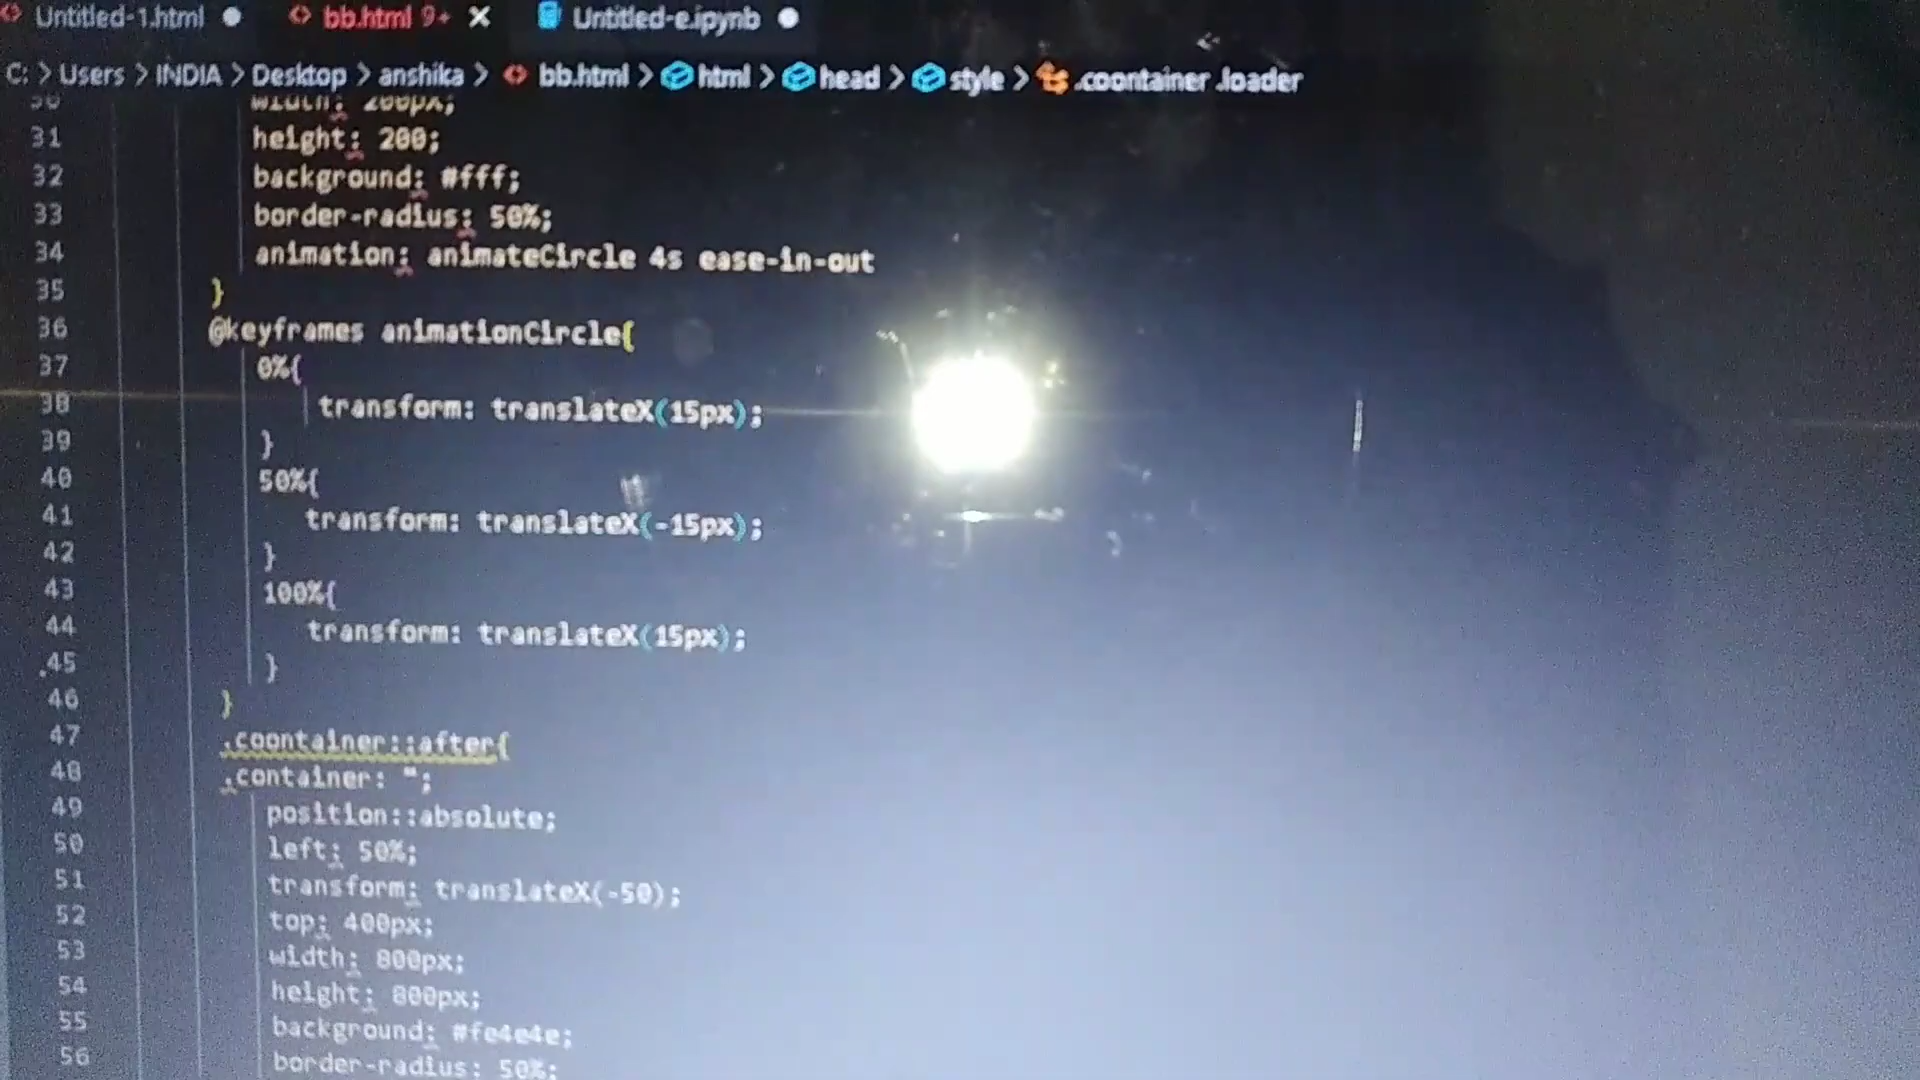 Untitled-1.html bb.html 9+ Untitled-e.ipynb
C: > Users > INDIA > Desktop > anshika > bb.html > html > head > style > .coontainer .loader
30 width: 200px;
31 height: 200;
32 background: #fff;
33 border-radius: 50%;
34 animation: animateCircle 4s ease-in-out
35 }
36 @keyframes animationCircle{
37 0%{
38 transform: translateX(15px);
39 }
40 50%{
41 transform: translateX(-15px);
42 }
43 100%{
44 transform: translateX(15px);
45 }
46 }
47 .coontainer::after{
48 .container: ";
49 position::absolute;
50 left: 50%;
51 transform: translateX(-50);
52 top: 400px;
53 width: 800px;
54 height: 800px;
55 background: #fe4e4e;
56 border-radius: 50%;